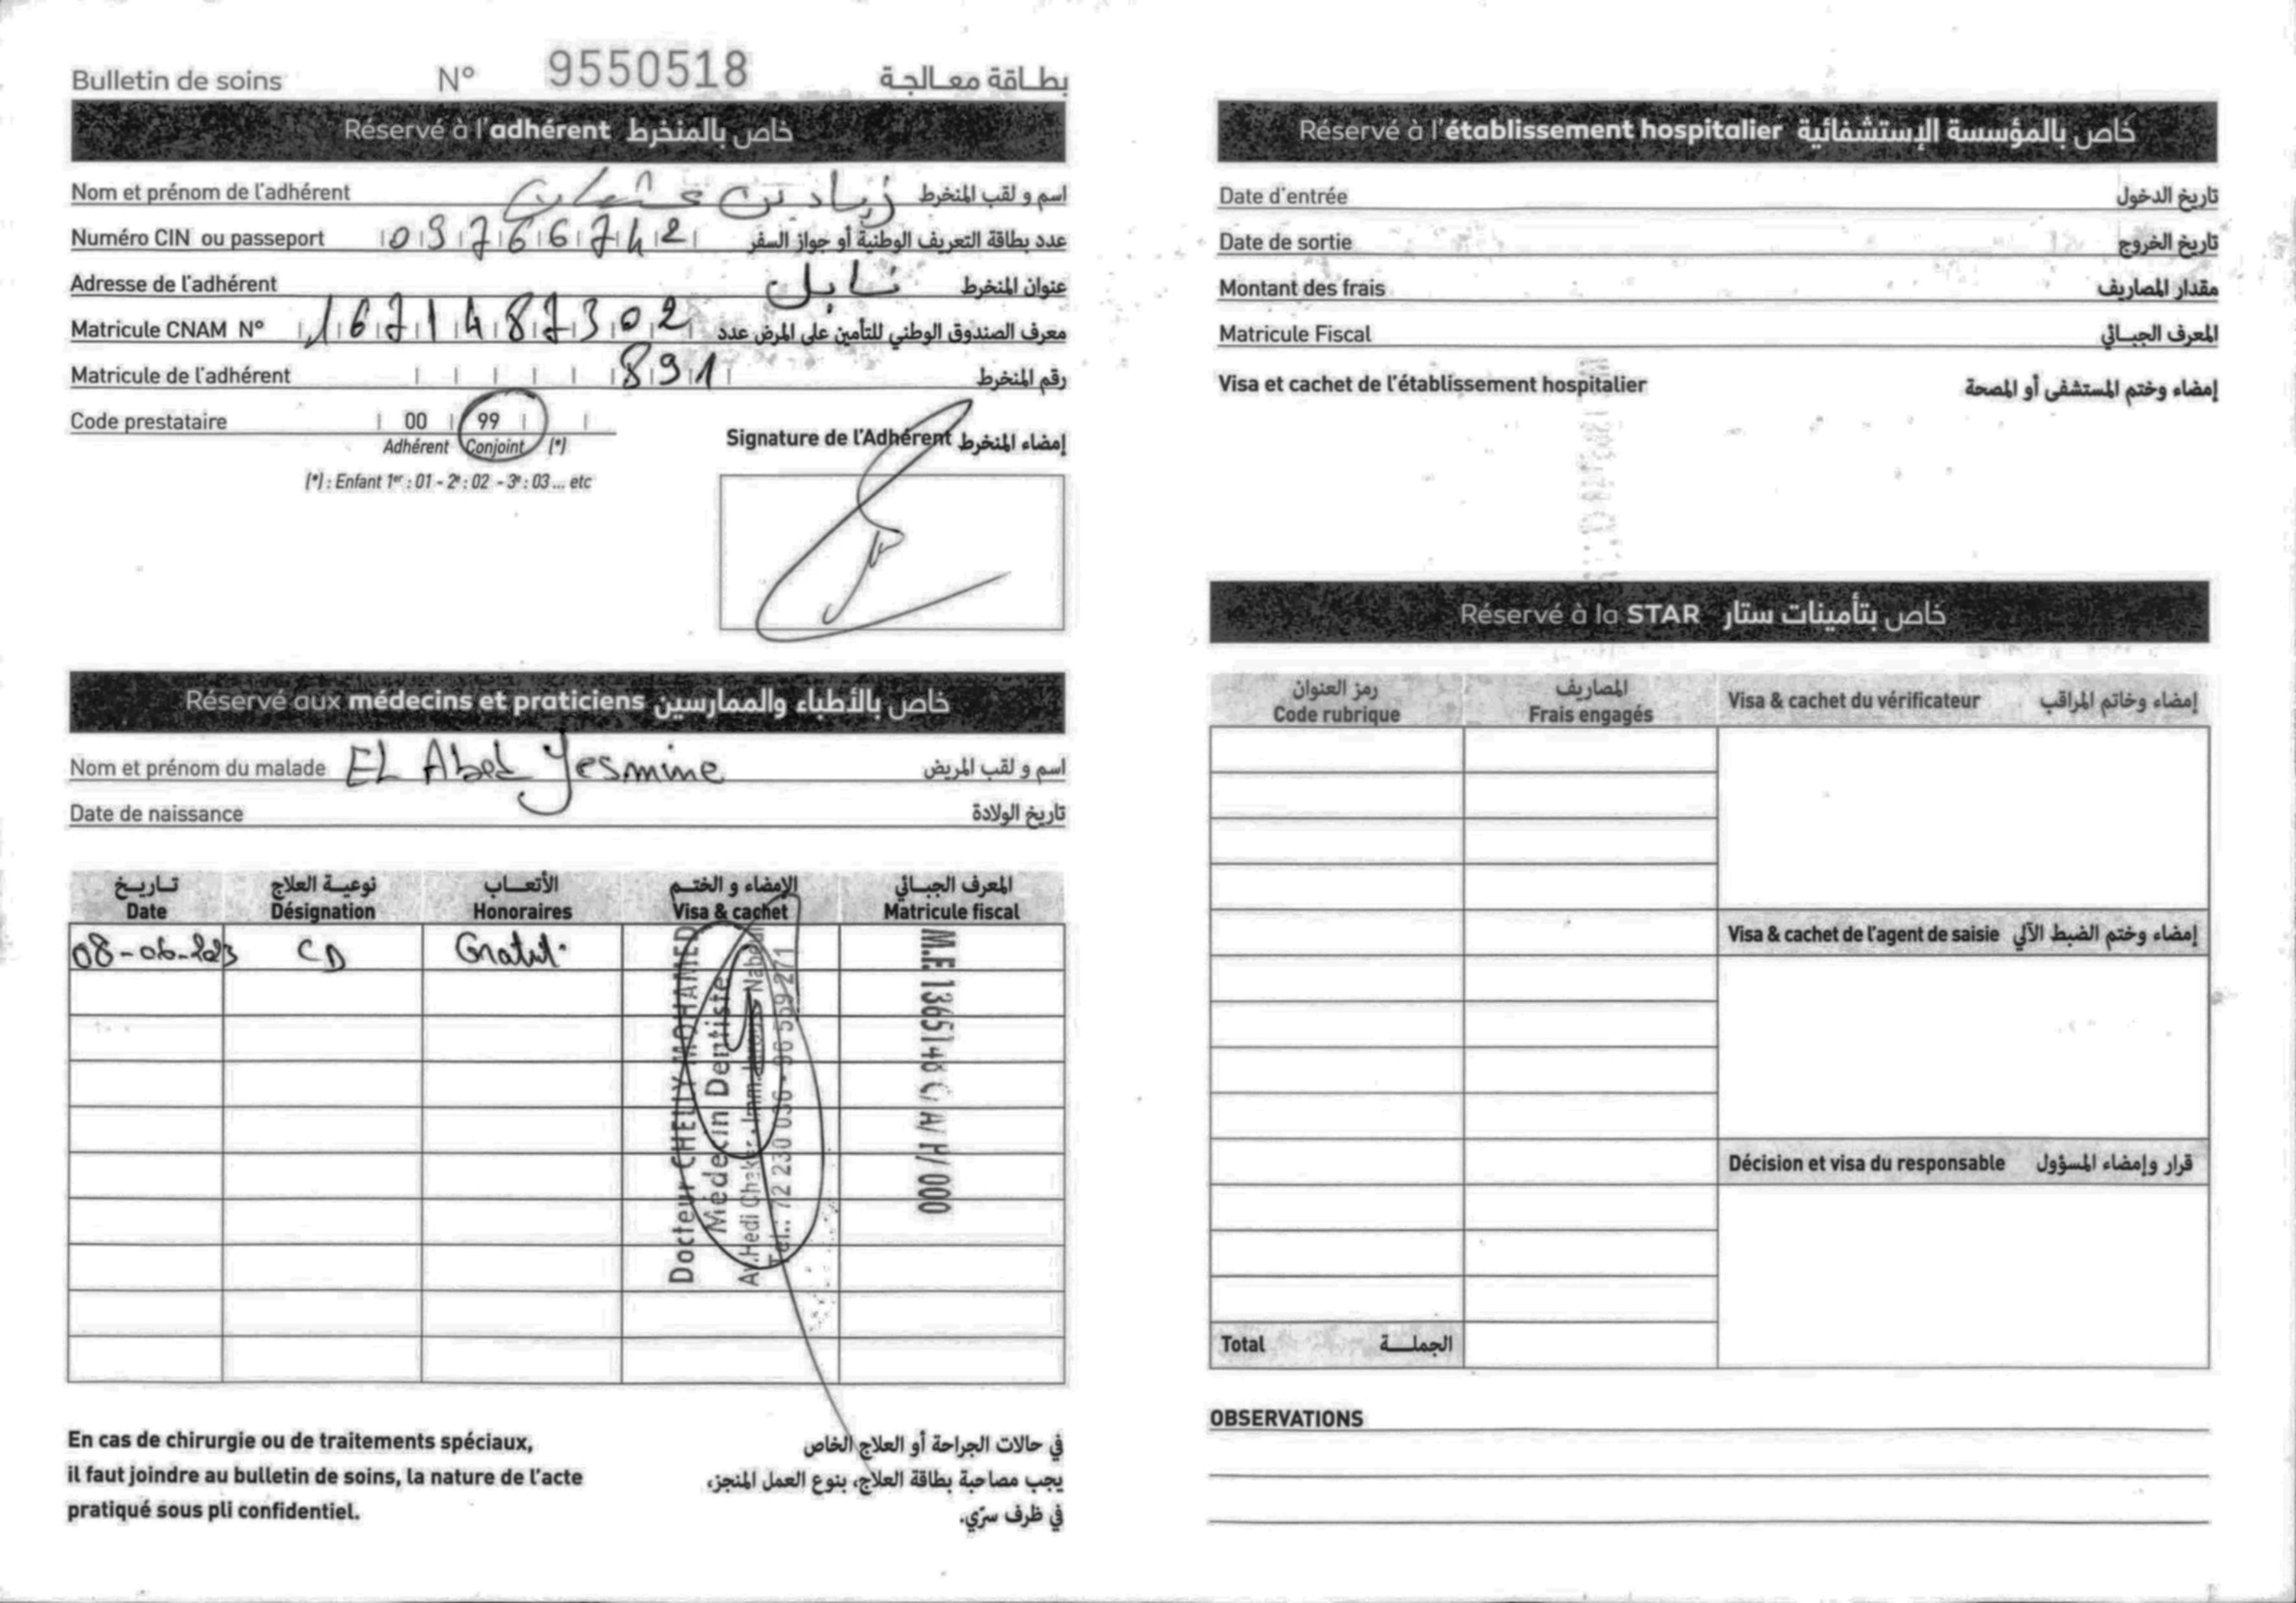 Bulletin de soins N° 9550518 بطاقة معالجة
Réservé à l'adhérent خاص بالمنخرط
Nom et prénom de l'adhérent زياد بن اسم و لقب المنخرط
Numéro CIN ou passeport 09766742 عدد بطاقة التعريف الوطنية أو جواز السفر
Adresse de l'adhérent نابل عنوان المنخرط
Matricule CNAM N° 1671487302 معرف الصندوق الوطني للتأمين على المرض عدد
Matricule de l'adhérent 891 رقم المنخرط
Code prestataire 00 99
Adhérent Conjoint (*)
(*) : Enfant 1er : 01 - 2e : 02 - 3e : 03 ... etc
Signature de l'Adhérent إمضاء المنخرط
Réservé aux médecins et praticiens خاص بالأطباء والممارسين
Nom et prénom du malade EL Abed Yesmine اسم و لقب المريض
Date de naissance تاريخ الولادة
تاريخ نوعية العلاج الأتعاب الإمضاء و الختم المعرف الجبائي
Date Désignation Honoraires Visa & cachet Matricule fiscal
08-06-2023 CD Gratuit
Docteur CHELLY MOHAMED
Médecin Dentiste
Av.Hedi Chaker, Imm. Nabeul
Tel.: 72 230 036 - 96 559 271
M.F. 1365148 G/A/P/000
En cas de chirurgie ou de traitements spéciaux,
il faut joindre au bulletin de soins, la nature de l'acte
pratiqué sous pli confidentiel.
في حالات الجراحة أو العلاج الخاص
يجب مصاحبة بطاقة العلاج، بنوع العمل المنجز،
في ظرف سرّي.
Réservé à l'établissement hospitalier خاص بالمؤسسة الإستشفائية
Date d'entrée تاريخ الدخول
Date de sortie تاريخ الخروج
Montant des frais مقدار المصاريف
Matricule Fiscal المعرف الجبائي
Visa et cachet de l'établissement hospitalier إمضاء وختم المستشفى أو المصحة
Réservé à la STAR خاص بتأمينات ستار
رمز العنوان المصاريف
Code rubrique Frais engagés Visa & cachet du vérificateur إمضاء وخاتم المراقب
Visa & cachet de l'agent de saisie إمضاء وختم الضبط الآلي
Décision et visa du responsable قرار وإمضاء المسؤول
Total الجملة
OBSERVATIONS